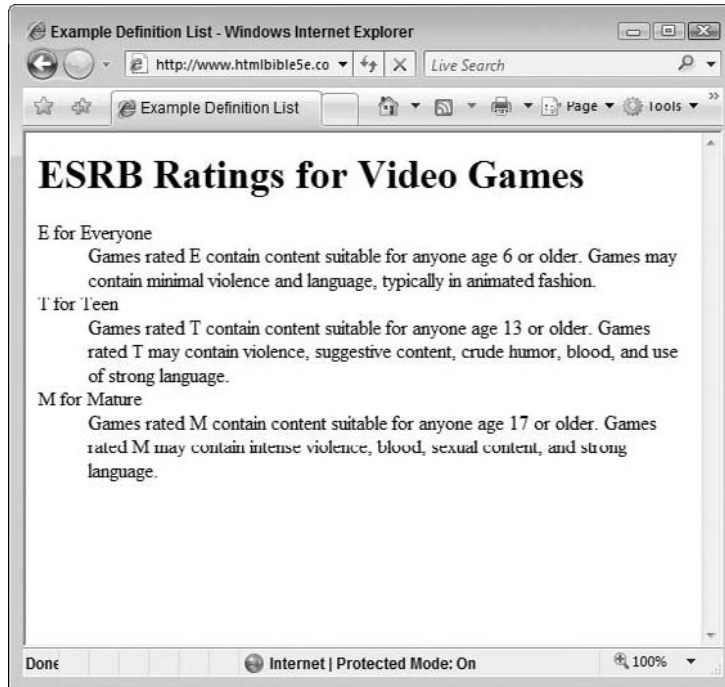 Example Definition List - Windows Internet Explorer
http://www.htmlbible5e.co
Live Search
Example Definition List
Page
Tools
ESRB Ratings for Video Games
E for Everyone
Games rated E contain content suitable for anyone age 6 or older. Games may
contain minimal violence and language, typically in animated fashion.
T for Teen
Games rated T contain content suitable for anyone age 13 or older. Games
rated T may contain violence, suggestive content, crude humor, blood, and use
of strong language.
M for Mature
Games rated M contain content suitable for anyone age 17 or older. Games
rated M may contain intense violence, blood, sexual content, and strong
language.
Done
Internet | Protected Mode: On
100%